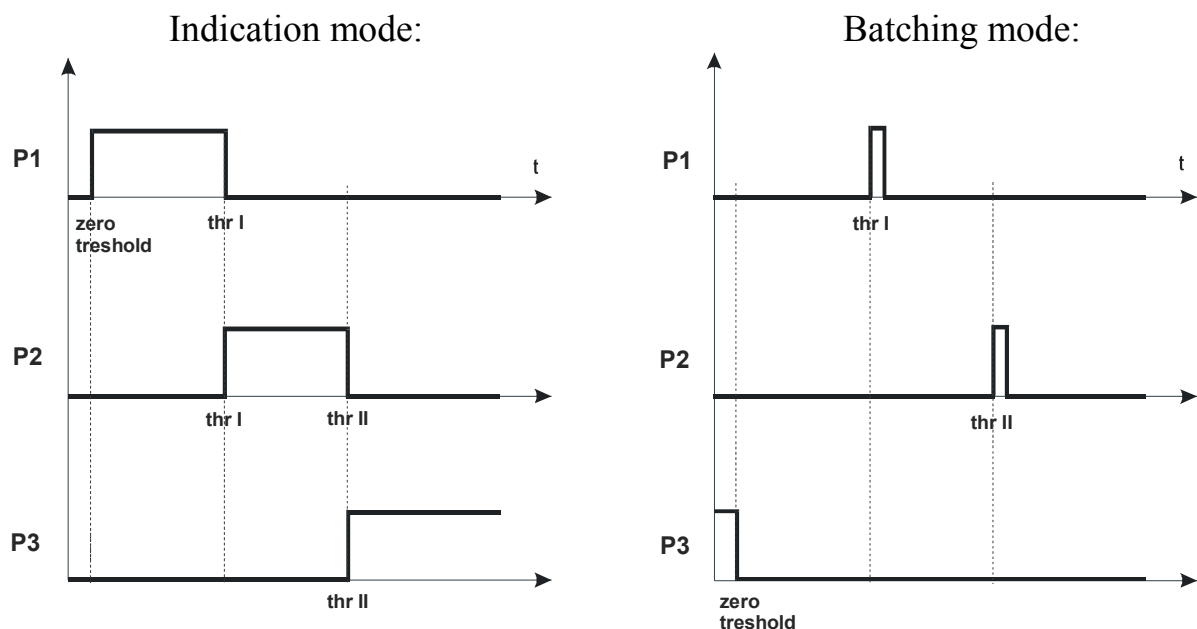 Indication mode:
P1
t
zero
treshold
thr I
P2
thr I
thr II
P3
thr II
Batching mode:
P1
t
thr I
P2
thr II
P3
zero
treshold